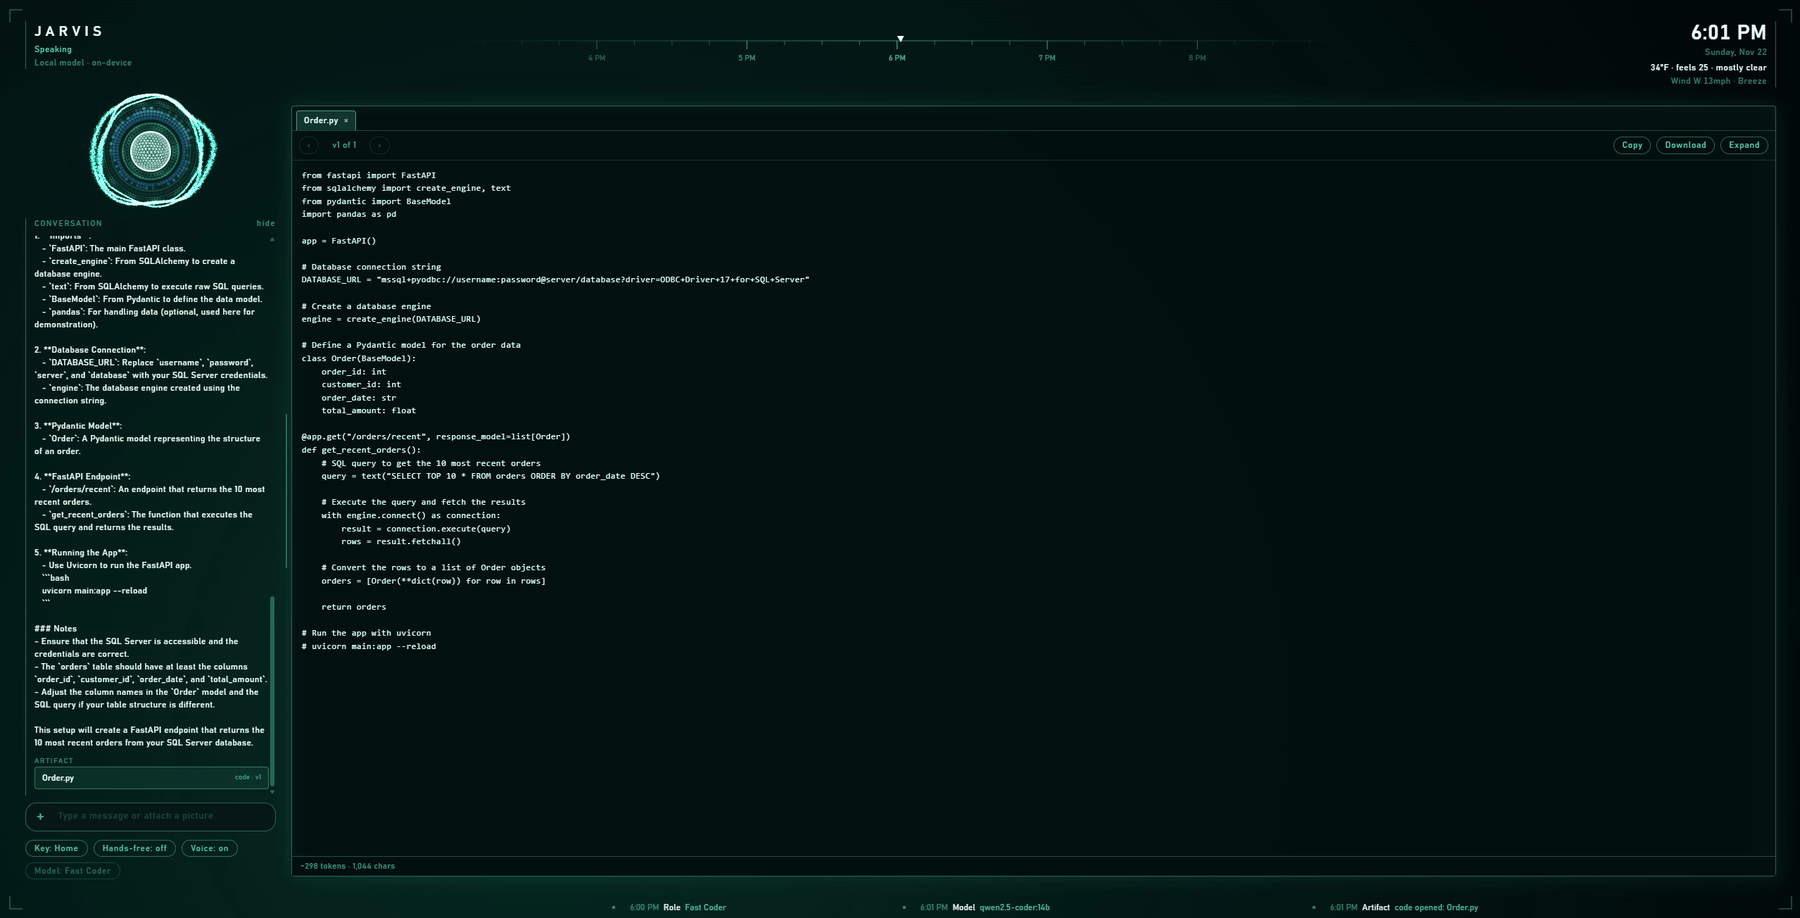 JARVIS
Speaking
Local model · on-device
4 PM
5 PM
6 PM
7 PM
8 PM
6:01 PM
Sunday, Nov 22
34°F · feels 25 · mostly clear
Wind W 13mph · Breeze
CONVERSATION
hide
1. **Imports**:
- `FastAPI`: The main FastAPI class.
- `create_engine`: From SQLAlchemy to create a
database engine.
- `text`: From SQLAlchemy to execute raw SQL queries.
- `BaseModel`: From Pydantic to define the data model.
- `pandas`: For handling data (optional, used here for
demonstration).
2. **Database Connection**:
- `DATABASE_URL`: Replace `username`, `password`,
`server`, and `database` with your SQL Server credentials.
- `engine`: The database engine created using the
connection string.
3. **Pydantic Model**:
- `Order`: A Pydantic model representing the structure
of an order.
4. **FastAPI Endpoint**:
- `/orders/recent`: An endpoint that returns the 10 most
recent orders.
- `get_recent_orders`: The function that executes the
SQL query and returns the results.
5. **Running the App**:
- Use Uvicorn to run the FastAPI app.
```bash
uvicorn main:app --reload
```
### Notes
- Ensure that the SQL Server is accessible and the
credentials are correct.
- The `orders` table should have at least the columns
`order_id`, `customer_id`, `order_date`, and `total_amount`.
- Adjust the column names in the `Order` model and the
SQL query if your table structure is different.
This setup will create a FastAPI endpoint that returns the
10 most recent orders from your SQL Server database.
ARTIFACT
Order.py
code · v1
+ Type a message or attach a picture
Key: Home
Hands-free: off
Voice: on
Model: Fast Coder
Order.py ×
‹ v1 of 1 ›
Copy
Download
Expand
from fastapi import FastAPI
from sqlalchemy import create_engine, text
from pydantic import BaseModel
import pandas as pd
app = FastAPI()
# Database connection string
DATABASE_URL = "mssql+pyodbc://username:password@server/database?driver=ODBC+Driver+17+for+SQL+Server"
# Create a database engine
engine = create_engine(DATABASE_URL)
# Define a Pydantic model for the order data
class Order(BaseModel):
    order_id: int
    customer_id: int
    order_date: str
    total_amount: float
@app.get("/orders/recent", response_model=list[Order])
def get_recent_orders():
    # SQL query to get the 10 most recent orders
    query = text("SELECT TOP 10 * FROM orders ORDER BY order_date DESC")
    # Execute the query and fetch the results
    with engine.connect() as connection:
        result = connection.execute(query)
        rows = result.fetchall()
    # Convert the rows to a list of Order objects
    orders = [Order(**dict(row)) for row in rows]
    return orders
# Run the app with uvicorn
# uvicorn main:app --reload
~298 tokens · 1,044 chars
6:00 PM Role Fast Coder
6:01 PM Model qwen2.5-coder:14b
6:01 PM Artifact code opened: Order.py